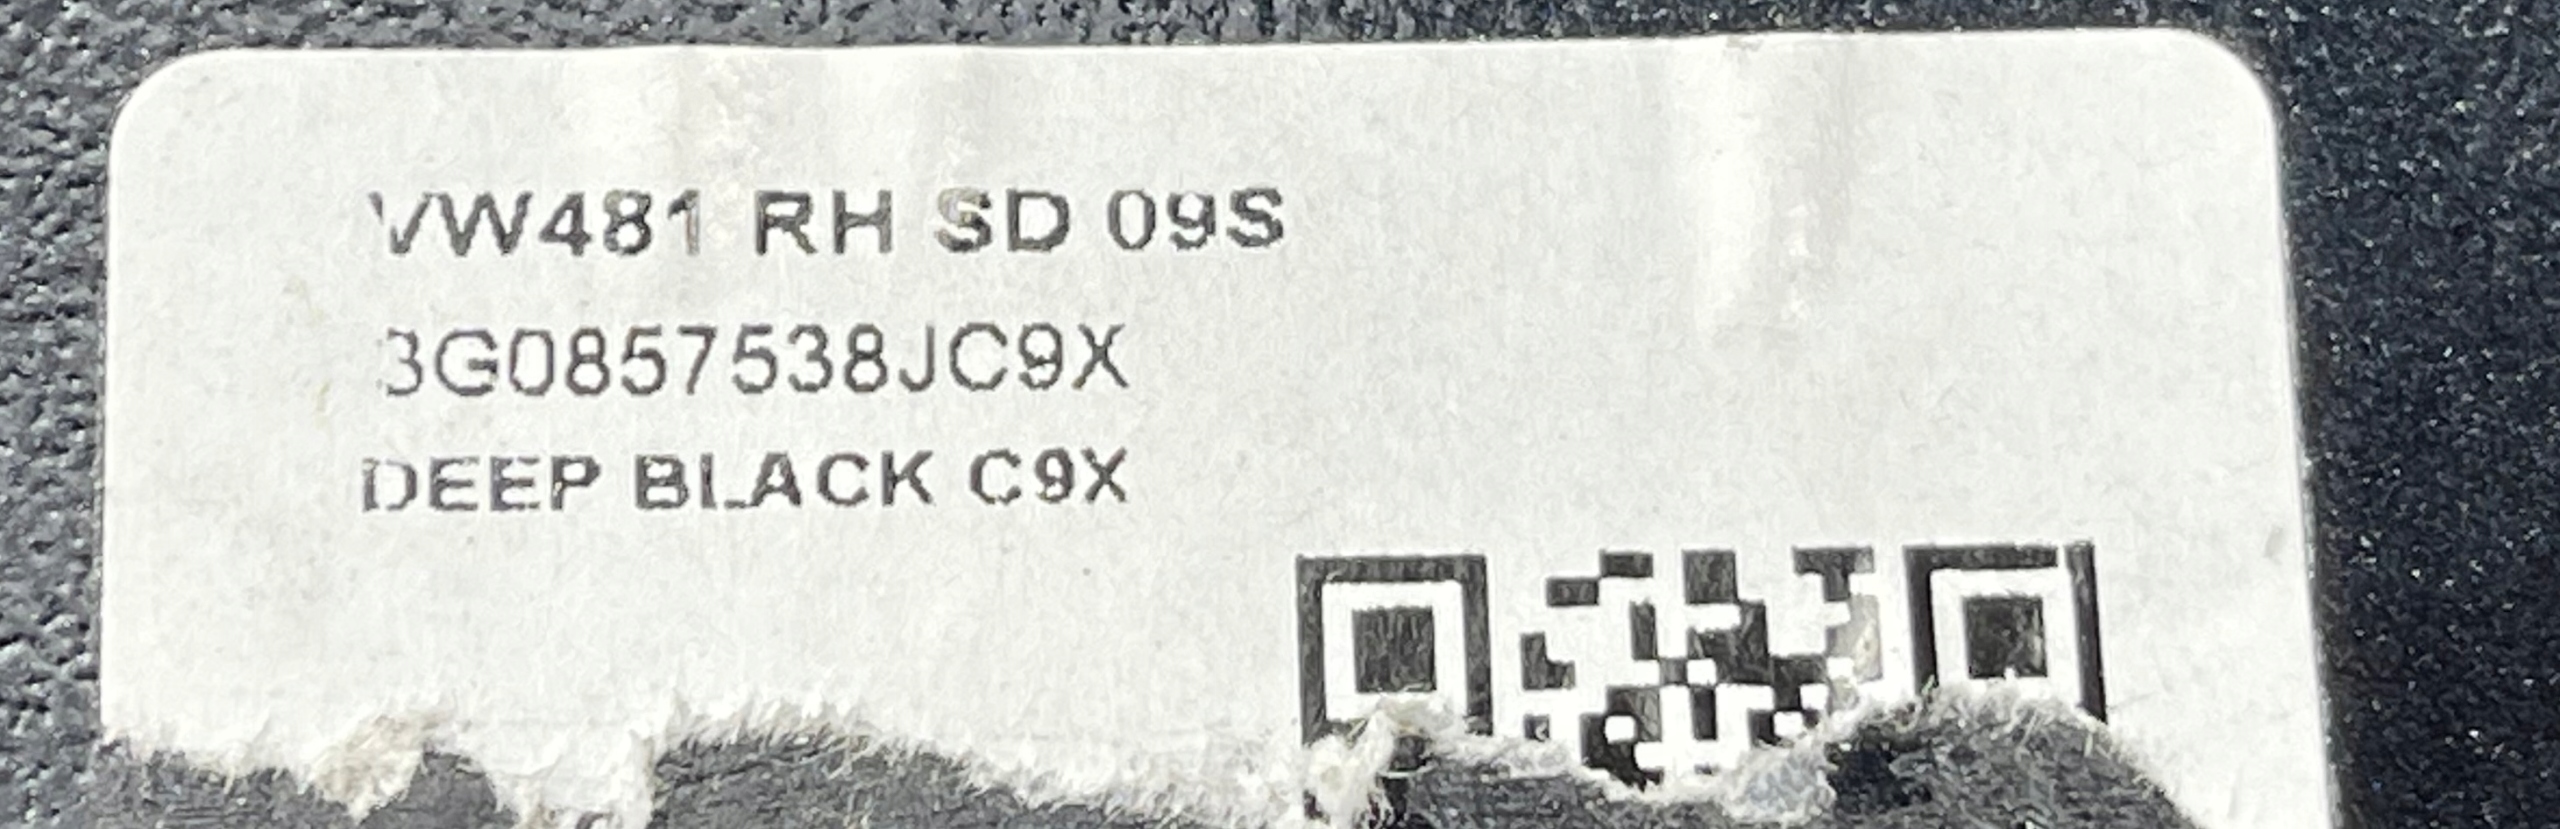 VW481 RH SD 09S
3G0857538JC9X
DEEP BLACK C9X